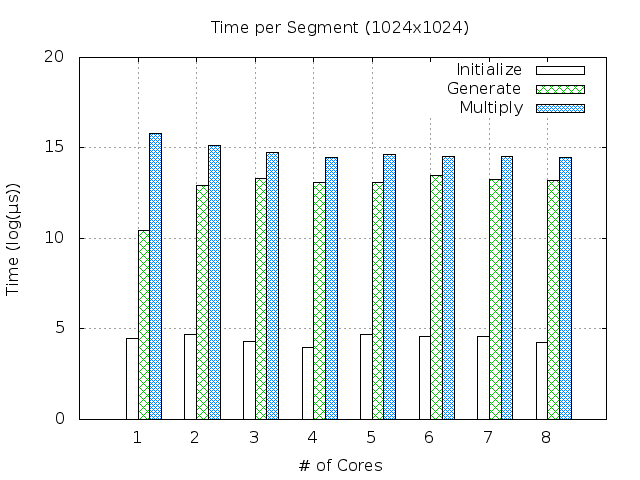 Time per Segment (1024x1024)
Initialize
Generate
Multiply
20
15
10
5
0
Time (log(µs))
1 2 3 4 5 6 7 8
# of Cores